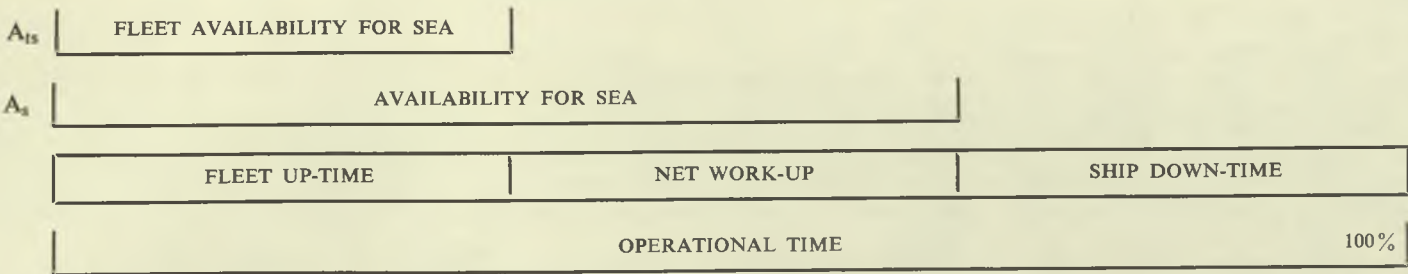 A_fs FLEET AVAILABILITY FOR SEA
A_s AVAILABILITY FOR SEA
FLEET UP-TIME NET WORK-UP SHIP DOWN-TIME
OPERATIONAL TIME 100%